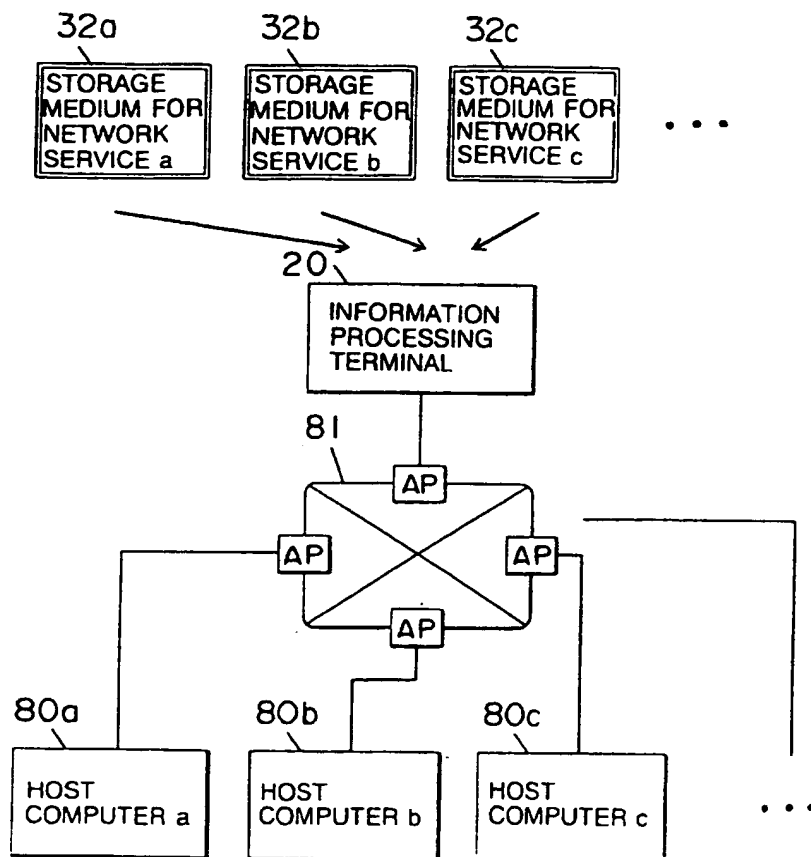 32a
32b
32c
STORAGE
MEDIUM FOR
NETWORK
SERVICE a
STORAGE
MEDIUM FOR
NETWORK
SERVICE b
STORAGE
MEDIUM FOR
NETWORK
SERVICE c
• • •
20
INFORMATION
PROCESSING
TERMINAL
81
AP
AP
AP
AP
80a
80b
80c
HOST
COMPUTER a
HOST
COMPUTER b
HOST
COMPUTER c
• • •